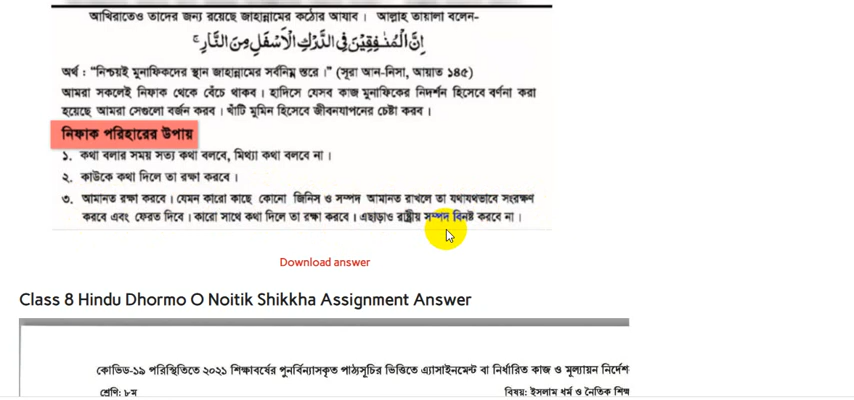 আখিরাতেও তাদের জন্য রয়েছে জাহান্নামের কঠোর আযাব। আল্লাহ তায়ালা বলেন-
اِنَّ الْمُنٰفِقِيْنَ فِى الدَّرْكِ الْاَسْفَلِ مِنَ النَّارِ ۚ
অর্থ : “নিশ্চয়ই মুনাফিকদের স্থান জাহান্নামের সর্বনিম্ন স্তরে।” (সূরা আন-নিসা, আয়াত ১৪৫)
আমরা সকলেই নিফাক থেকে বেঁচে থাকব। হাদিসে যেসব কাজ মুনাফিকের নিদর্শন হিসেবে বর্ণনা করা
হয়েছে আমরা সেগুলো বর্জন করব। খাঁটি মুমিন হিসেবে জীবনযাপনের চেষ্টা করব।
নিফাক পরিহারের উপায়
১. কথা বলার সময় সত্য কথা বলবে, মিথ্যা কথা বলবে না।
২. কাউকে কথা দিলে তা রক্ষা করবে।
৩. আমানত রক্ষা করবে। যেমন কারো কাছে কোনো জিনিস ও সম্পদ আমানত রাখলে তা যথাযথভাবে সংরক্ষণ
করবে এবং ফেরত দিবে। কারো সাথে কথা দিলে তা রক্ষা করবে। এছাড়াও রাষ্ট্রীয় সম্পদ বিনষ্ট করবে না।
Download answer
Class 8 Hindu Dhormo O Noitik Shikkha Assignment Answer
কোভিড-১৯ পরিস্থিতিতে ২০২১ শিক্ষাবর্ষের পুনর্বিন্যাসকৃত পাঠ্যসূচির ভিত্তিতে এ্যাসাইনমেন্ট বা নির্ধারিত কাজ ও মূল্যায়ন নির্দেশ
শ্রেণি: ৮ম বিষয়: ইসলাম ধর্ম ও নৈতিক শিক্ষ